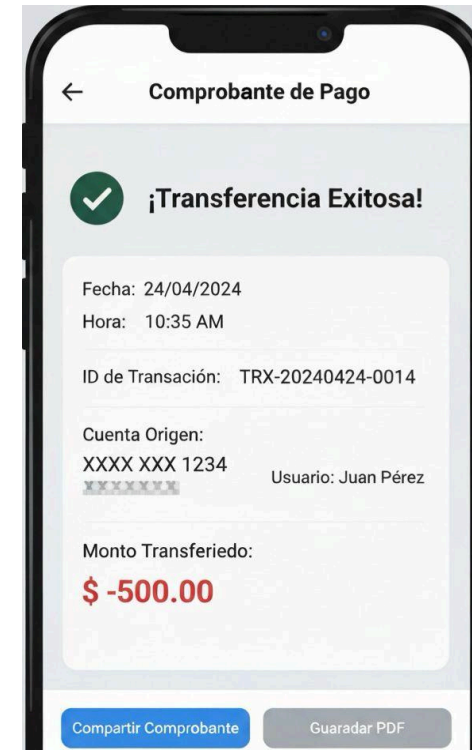 Comprobante de Pago
¡Transferencia Exitosa!
Fecha: 24/04/2024
Hora: 10:35 AM
ID de Transación: TRX-20240424-0014
Cuenta Origen:
XXXX XXX 1234
XXXXXXX
Usuario: Juan Pérez
Monto Transferiedo:
$ -500.00
Compartir Comprobante
Guaradar PDF